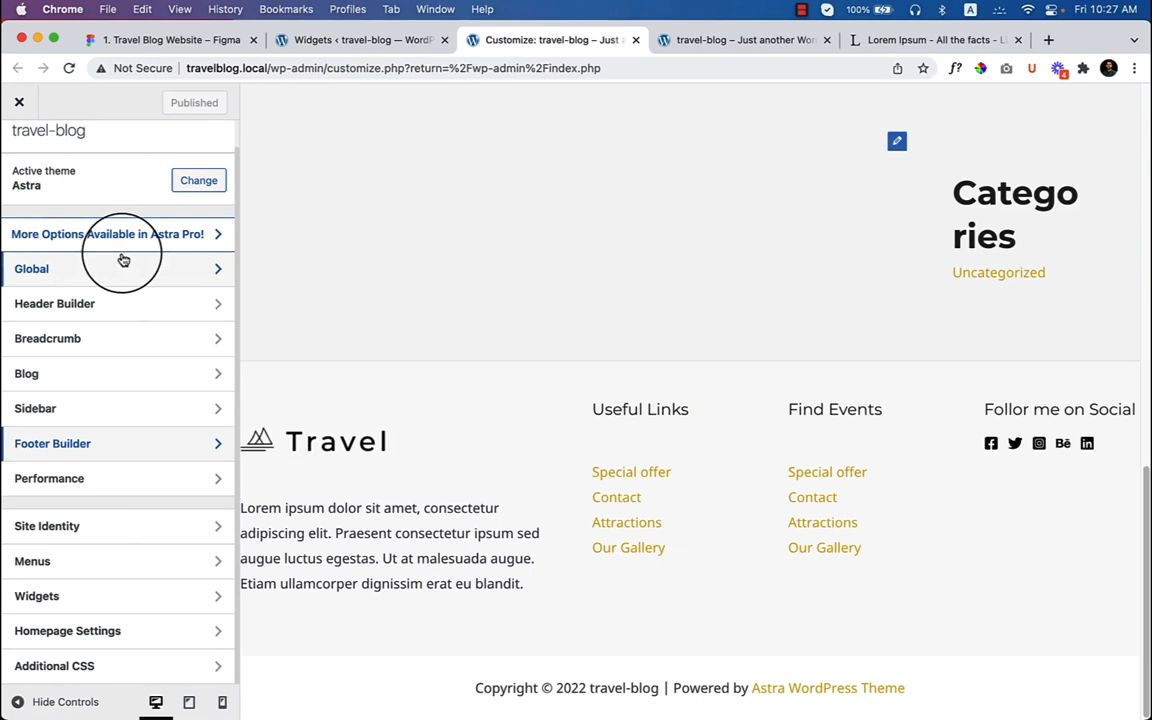 Chrome File Edit View History Bookmarks Profiles Tab Window Help
100% A Fri 10:27 AM
1. Travel Blog Website – Figma
Widgets ‹ travel-blog — WordP
Customize: travel-blog – Just a
travel-blog – Just another Wor
Lorem Ipsum - All the facts - Li
Not Secure travelblog.local/wp-admin/customize.php?return=%2Fwp-admin%2Findex.php
f? U 4
Published
travel-blog
Active theme
Astra
Change
More Options Available in Astra Pro!
Global
Header Builder
Breadcrumb
Blog
Sidebar
Footer Builder
Performance
Site Identity
Menus
Widgets
Homepage Settings
Additional CSS
Hide Controls
Catego
ries
Uncategorized
Travel
Lorem ipsum dolor sit amet, consectetur
adipiscing elit. Praesent consectetur ipsum sed
augue luctus egestas. Ut at malesuada augue.
Etiam ullamcorper dignissim erat eu blandit.
Useful Links
Special offer
Contact
Attractions
Our Gallery
Find Events
Special offer
Contact
Attractions
Our Gallery
Follor me on Social
Bē
Copyright © 2022 travel-blog | Powered by Astra WordPress Theme